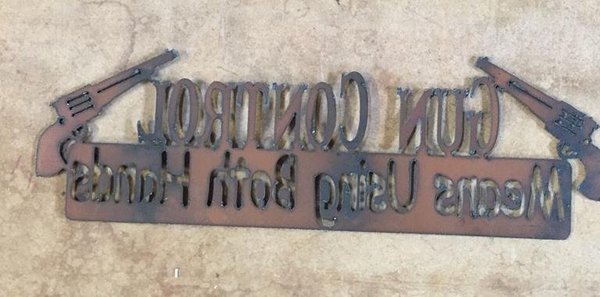 GUN CONTROL
Means Using Both Hands